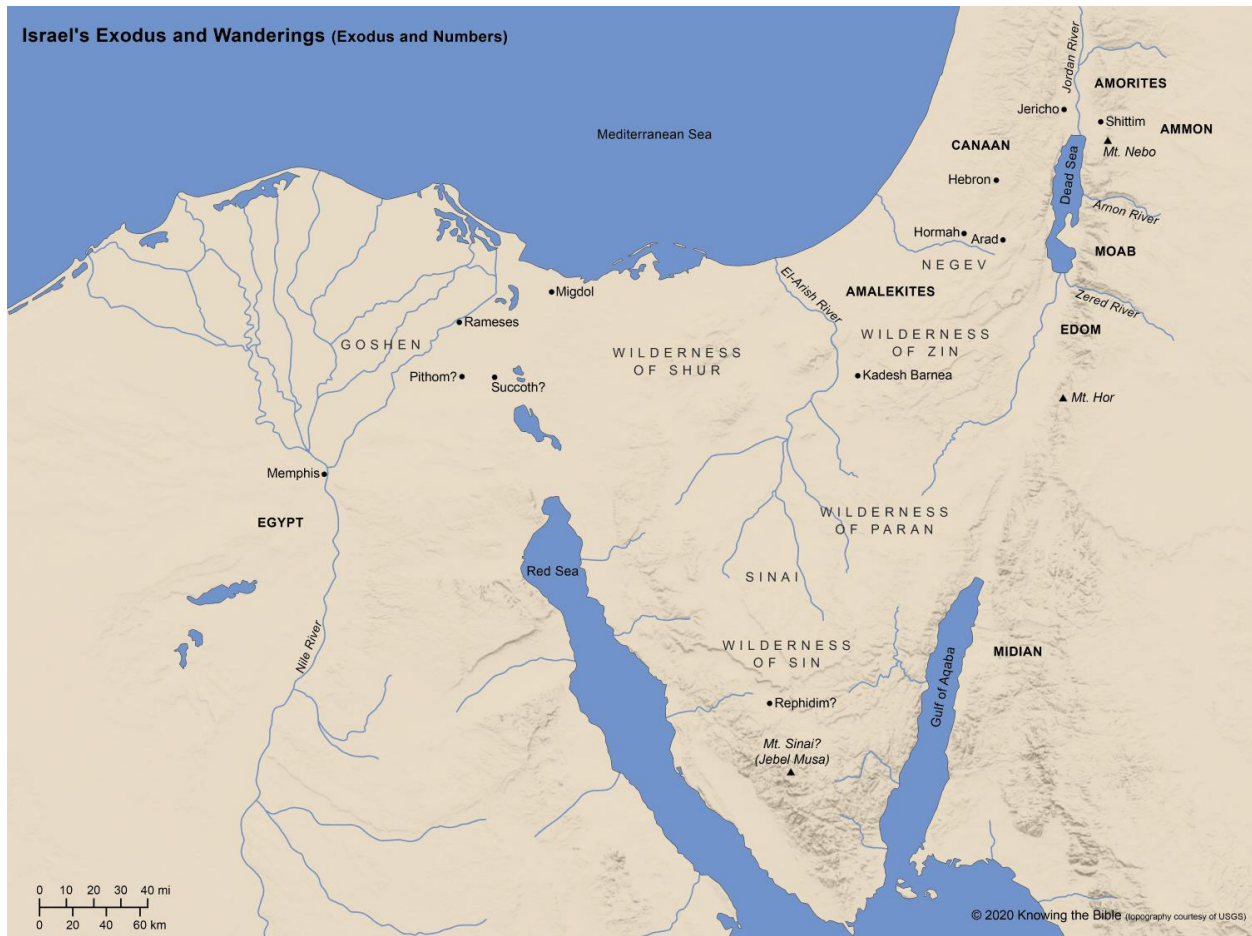 Israel's Exodus and Wanderings (Exodus and Numbers)
Jordan River
AMORITES
Jericho
Shittim
AMMON
Mediterranean Sea
CANAAN
Mt. Nebo
Hebron
Dead Sea
Arnon River
Hormah
Arad
NEGEV
MOAB
El-Arish River
AMALEKITES
Zered River
Migdol
Rameses
GOSHEN
EDOM
WILDERNESS
OF SHUR
WILDERNESS
OF ZIN
Pithom?
Succoth?
Kadesh Barnea
Mt. Hor
Memphis
EGYPT
WILDERNESS
OF PARAN
Red Sea
SINAI
Nile River
WILDERNESS
OF SIN
MIDIAN
Gulf of Aqaba
Rephidim?
Mt. Sinai?
(Jebel Musa)
0 10 20 30 40 mi
0 20 40 60 km
© 2020 Knowing the Bible (topography courtesy of USGS)